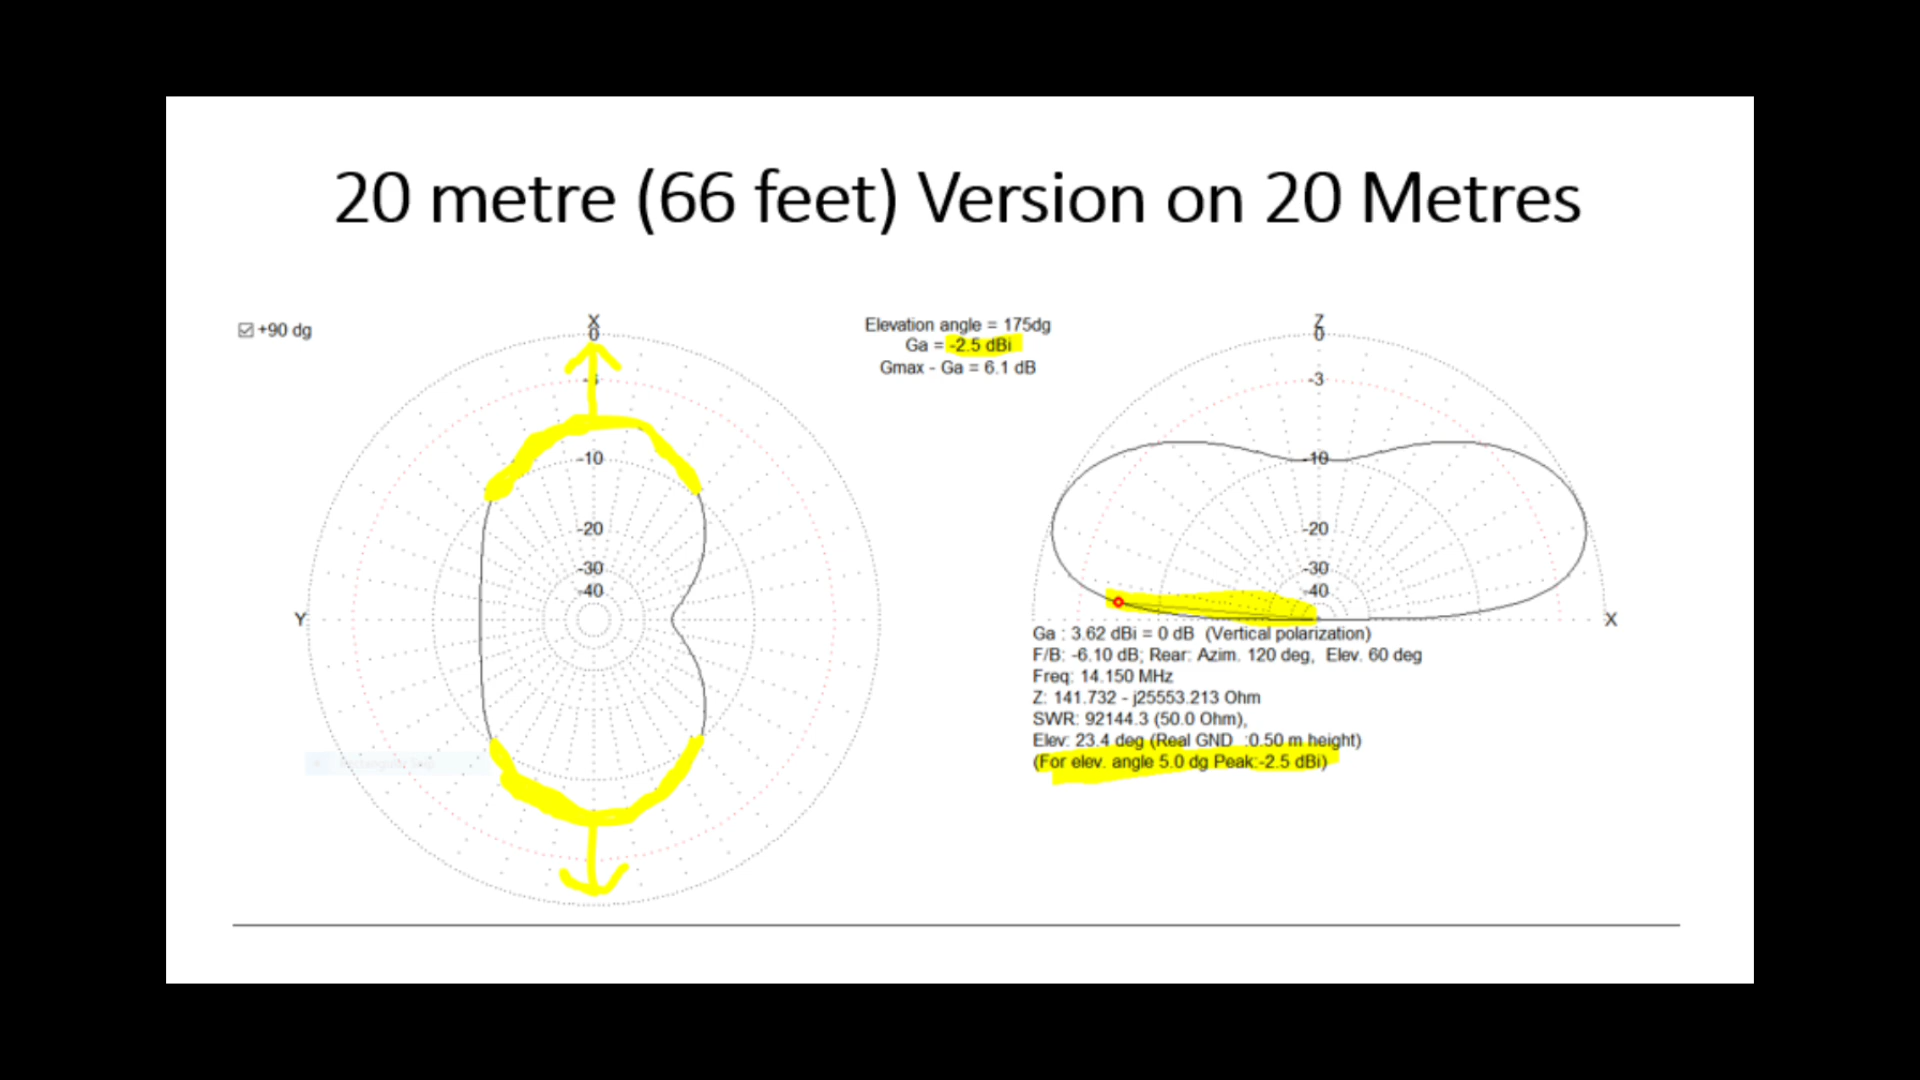 20 metre (66 feet) Version on 20 Metres
+90 dg
X
0
-10
-20
-30
-40
Y
Elevation angle = 175dg
Ga = -2.5 dBi
Gmax - Ga = 6.1 dB
Z
0
-3
-10
-20
-30
-40
X
Ga : 3.62 dBi = 0 dB (Vertical polarization)
F/B: -6.10 dB; Rear: Azim. 120 deg, Elev. 60 deg
Freq: 14.150 MHz
Z: 141.732 - j25553.213 Ohm
SWR: 92144.3 (50.0 Ohm),
Elev: 23.4 deg (Real GND :0.50 m height)
(For elev. angle 5.0 dg Peak:-2.5 dBi)